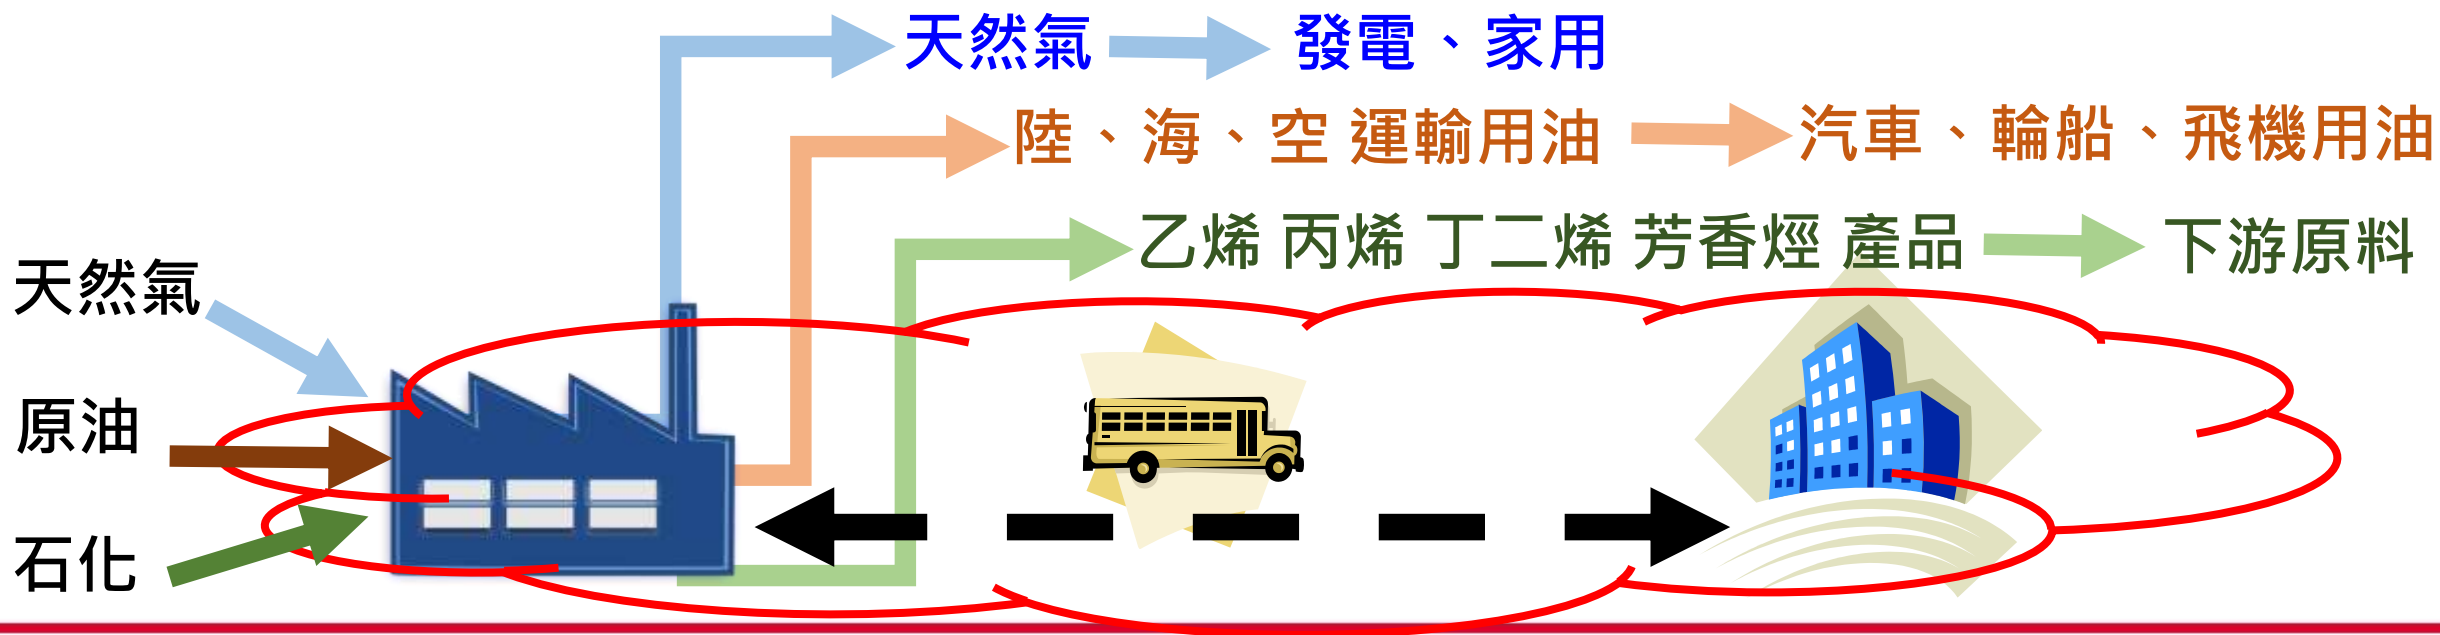 天然氣 發電、家用
陸、海、空 運輸用油 汽車、輪船、飛機用油
乙烯 丙烯 丁二烯 芳香烴 產品 下游原料
天然氣
原油
石化